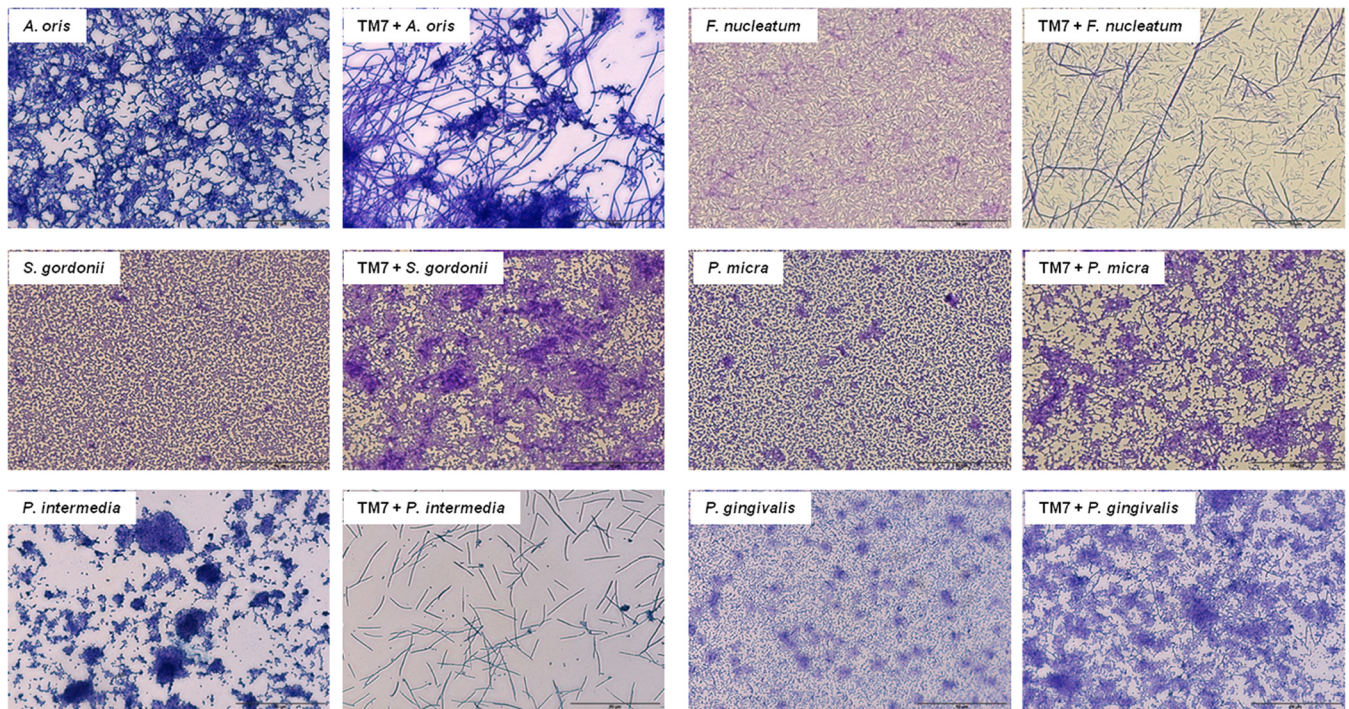 A. oris
TM7 + A. oris
F. nucleatum
TM7 + F. nucleatum
S. gordonii
TM7 + S. gordonii
P. micra
TM7 + P. micra
P. intermedia
TM7 + P. intermedia
P. gingivalis
TM7 + P. gingivalis